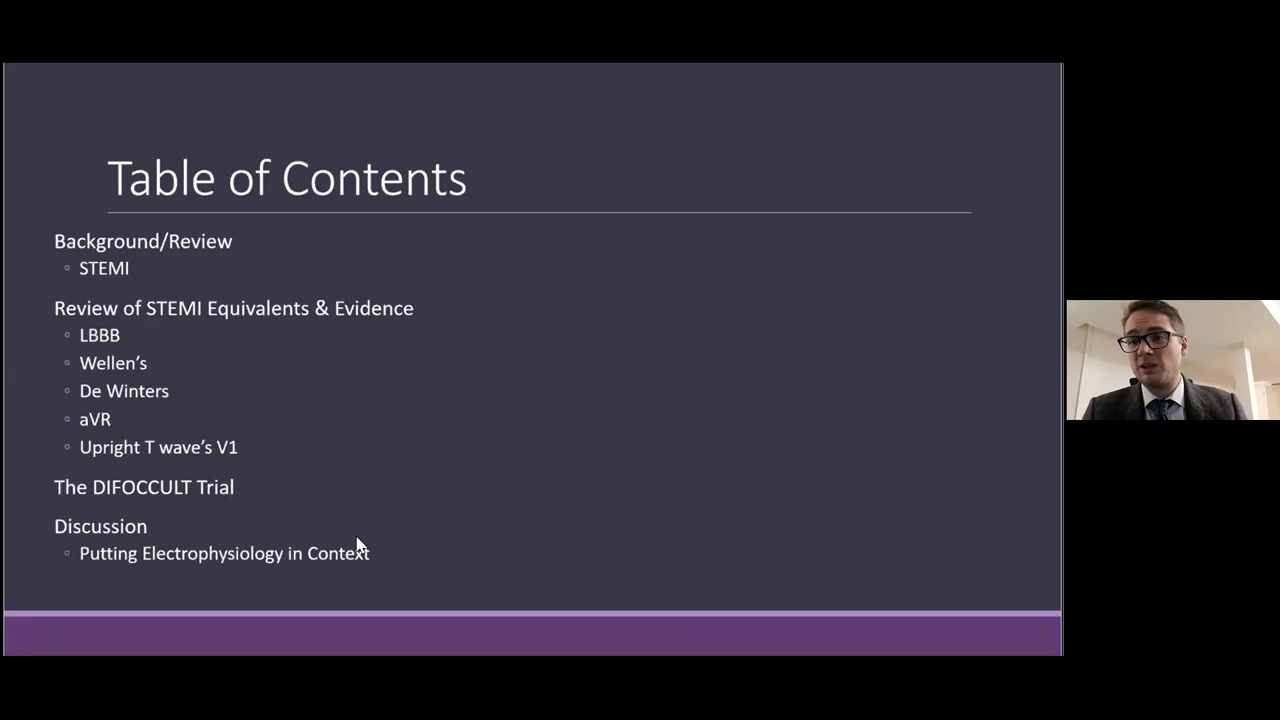 Table of Contents
Background/Review
◦ STEMI
Review of STEMI Equivalents & Evidence
◦ LBBB
◦ Wellen’s
◦ De Winters
◦ aVR
◦ Upright T wave’s V1
The DIFOCCULT Trial
Discussion
◦ Putting Electrophysiology in Context